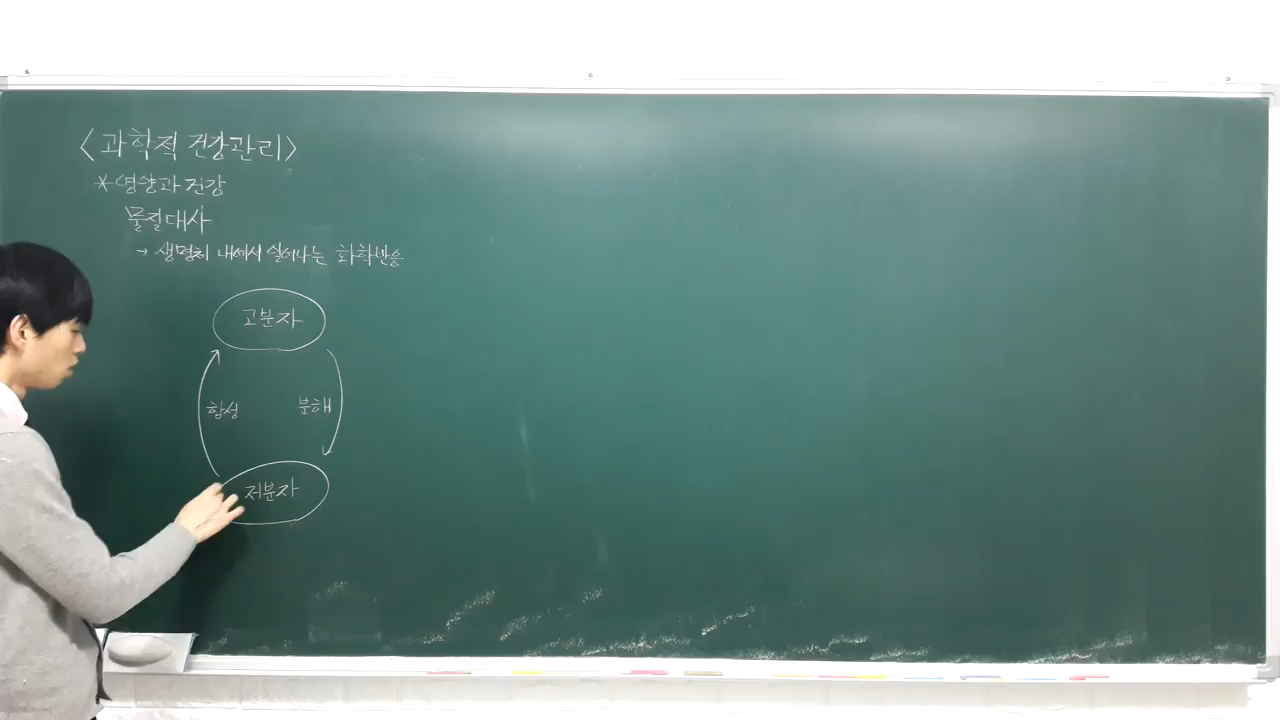 <과학적 건강관리>
*영양과 건강
물질대사
→ 생명체 내에서 일어나는 화학반응
고분자
합성
분해
저분자